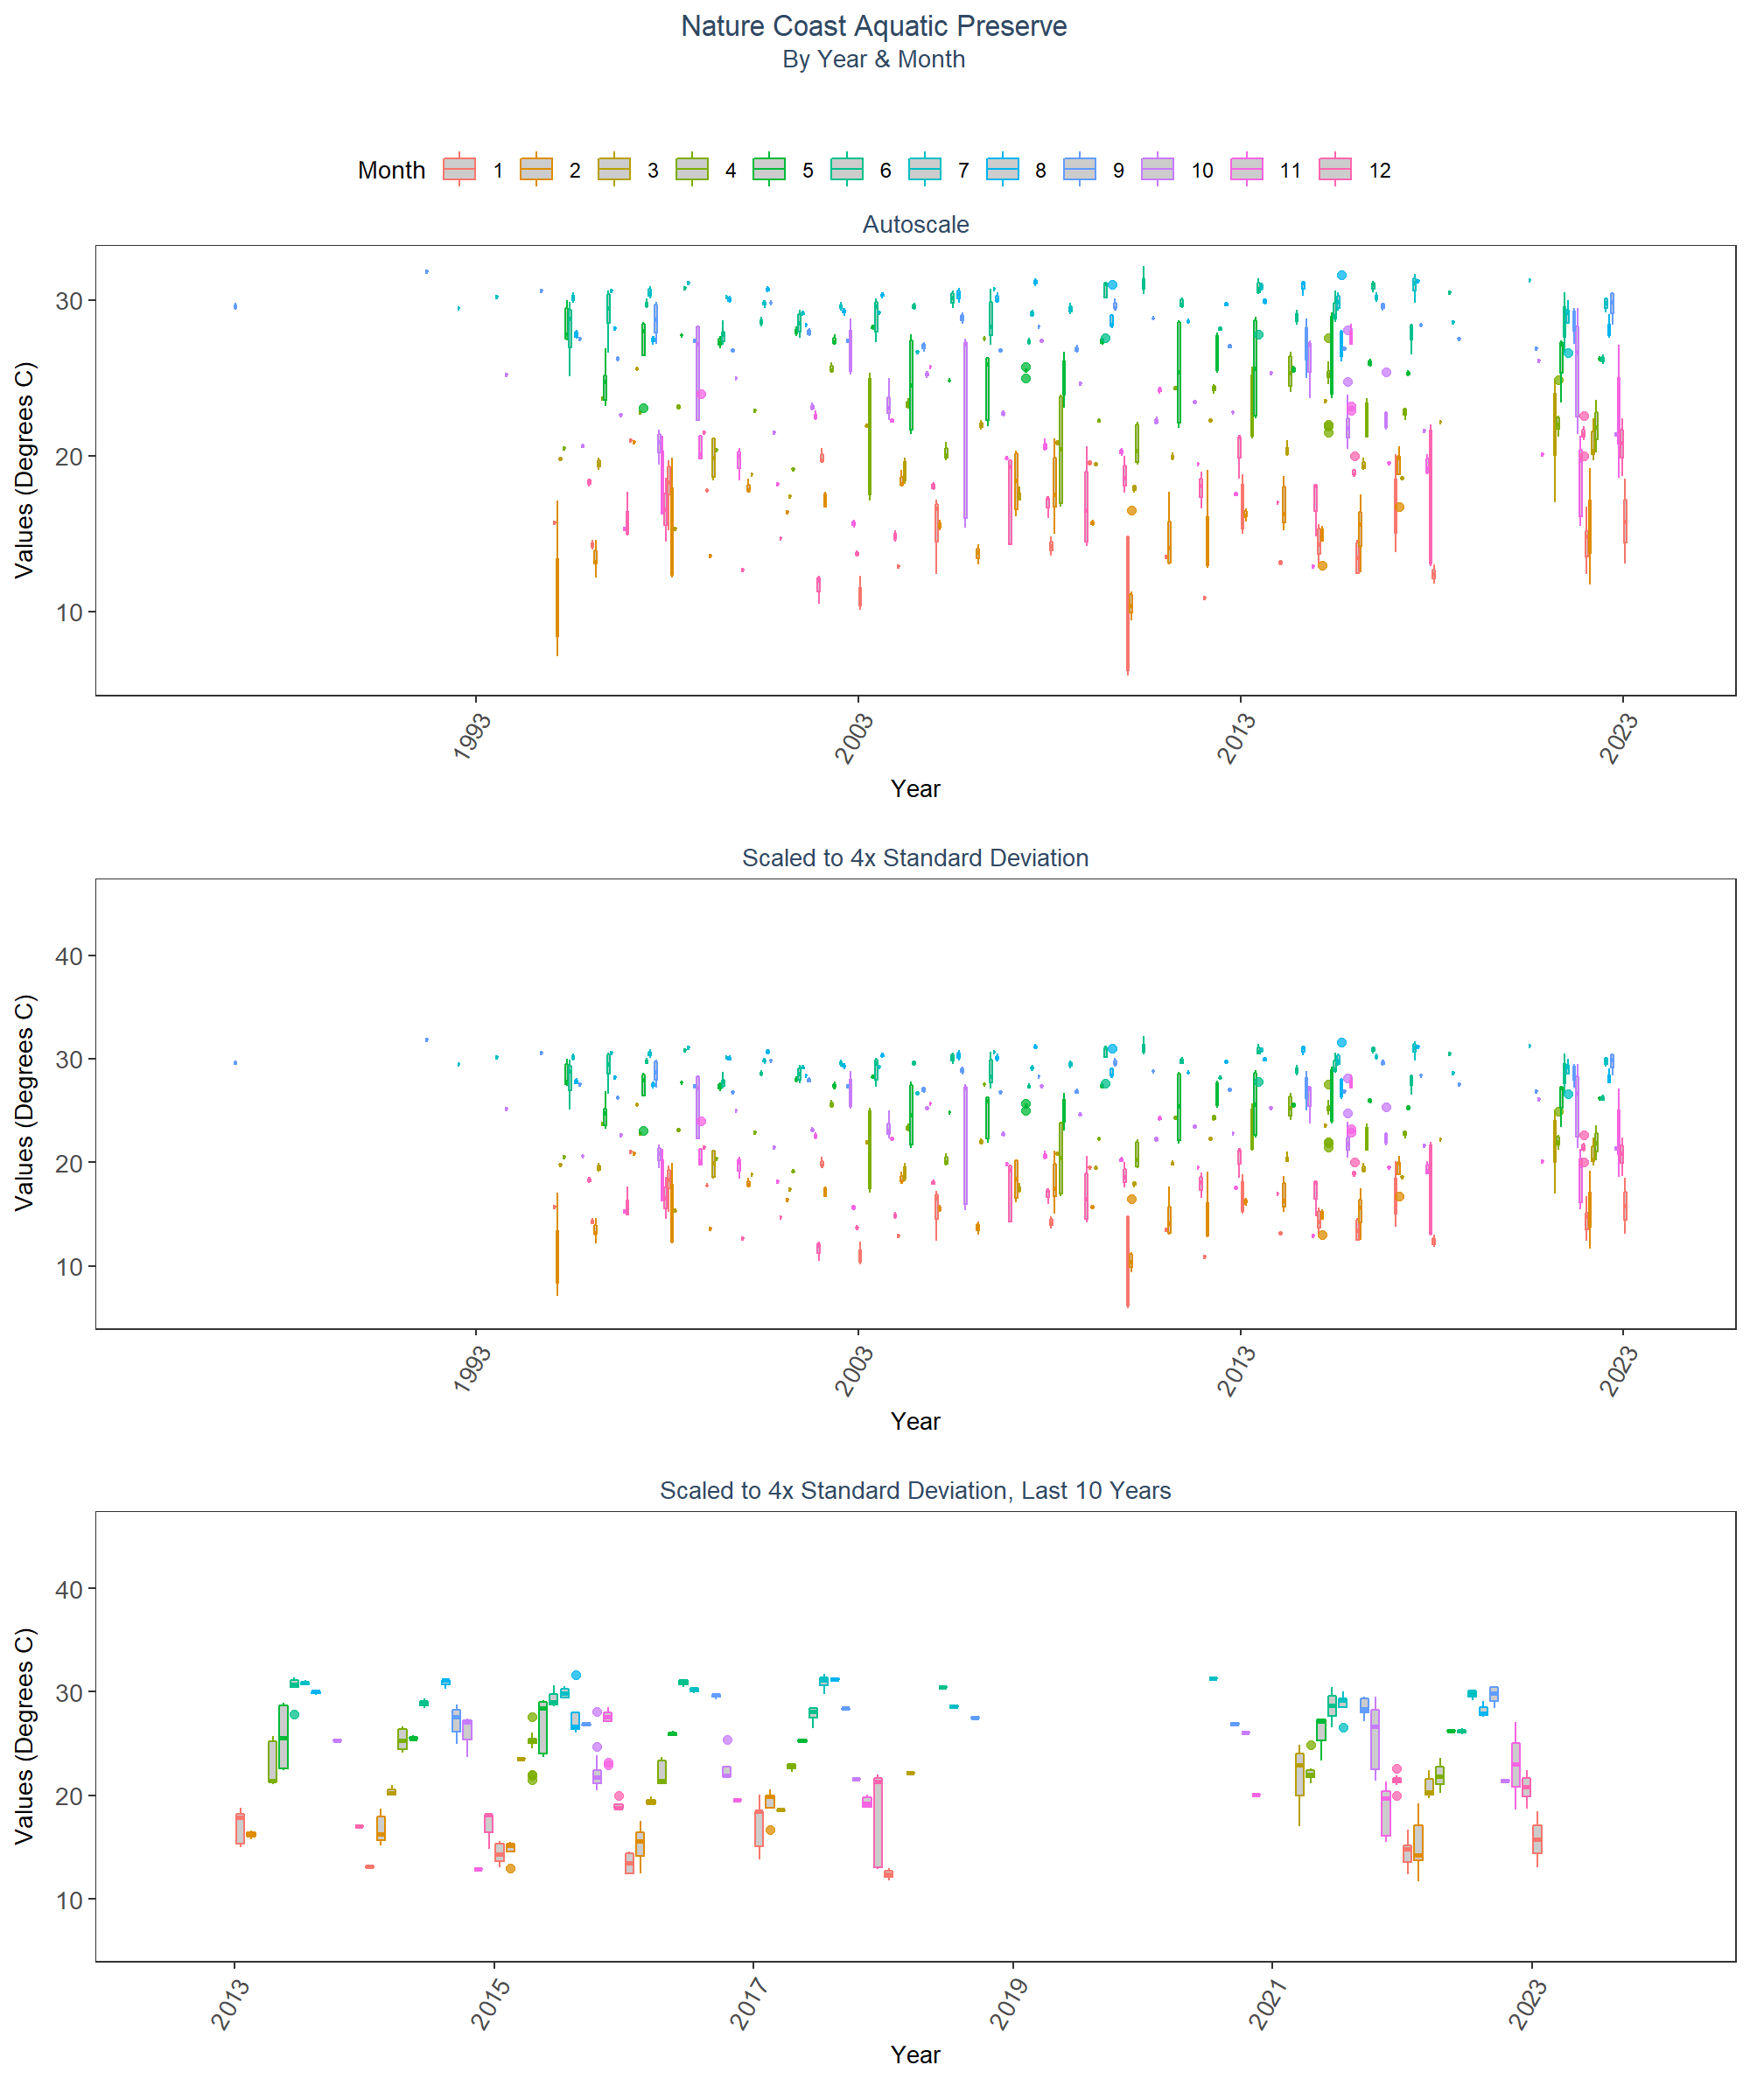 Nature Coast Aquatic Preserve
By Year & Month
Month 1 2 3 4 5 6 7 8 9 10 11 12
Autoscale
Values (Degrees C)
30
20
10
1993 2003 2013 2023
Year
Scaled to 4x Standard Deviation
Values (Degrees C)
40
30
20
10
1993 2003 2013 2023
Year
Scaled to 4x Standard Deviation, Last 10 Years
Values (Degrees C)
40
30
20
10
2013 2015 2017 2019 2021 2023
Year